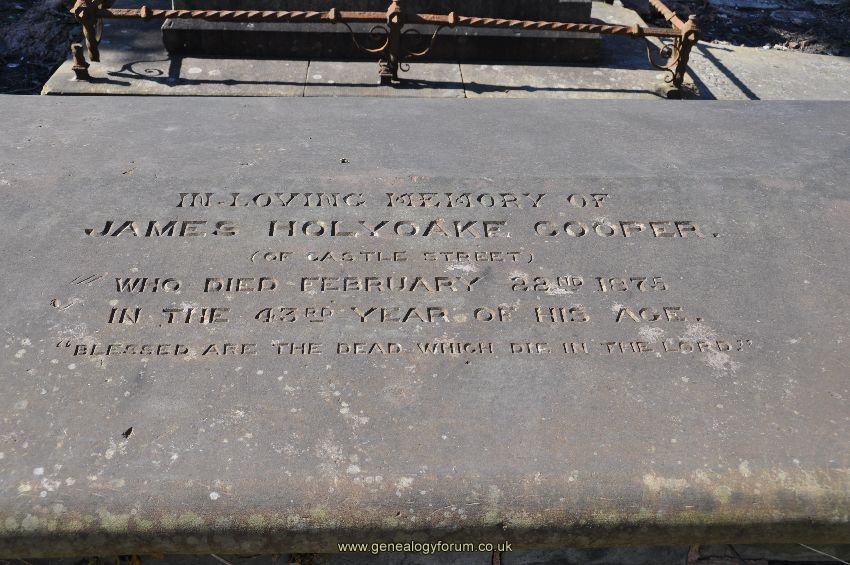 IN LOVING MEMORY OF
JAMES HOLYOAKE COOPER.
(OF CASTLE STREET)
WHO DIED FEBRUARY 22ND 1875
IN THE 43RD YEAR OF HIS AGE.
"BLESSED ARE THE DEAD WHICH DIE IN THE LORD."
www.genealogyforum.co.uk